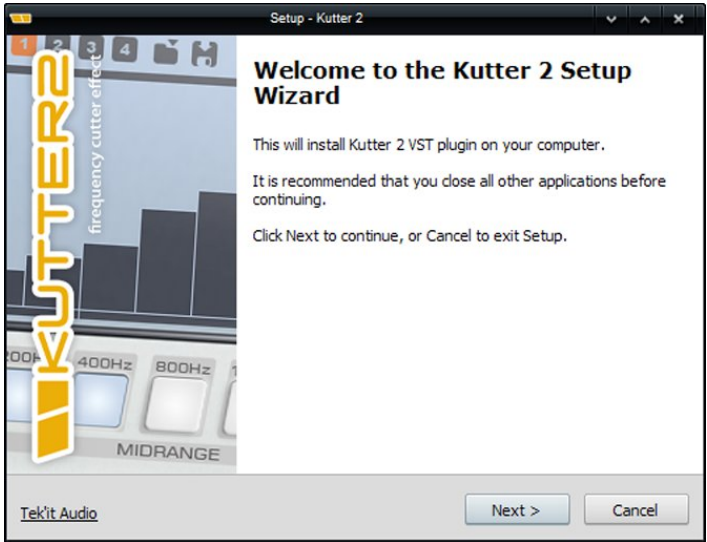 Setup - Kutter 2
1 2 3 4
KUTTER2
firequency cutter effect
200Hz
400Hz
800Hz
MIDRANGE
Welcome to the Kutter 2 Setup
Wizard
This will install Kutter 2 VST plugin on your computer.
It is recommended that you close all other applications before
continuing.
Click Next to continue, or Cancel to exit Setup.
Tek'it Audio
Next >
Cancel